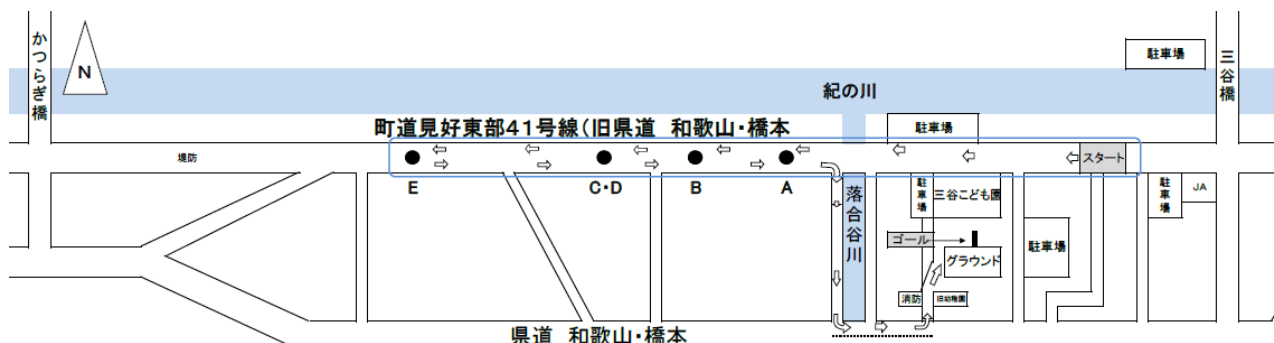 かつらぎ橋
N
駐車場
三谷橋
紀の川
町道見好東部41号線(旧県道 和歌山・橋本
駐車場
堤防
スタート
E
C・D
B
A
落合谷川
駐車場
三谷こども園
駐車場
JA
ゴール
グラウンド
駐車場
消防
旧幼稚園
県道 和歌山・橋本